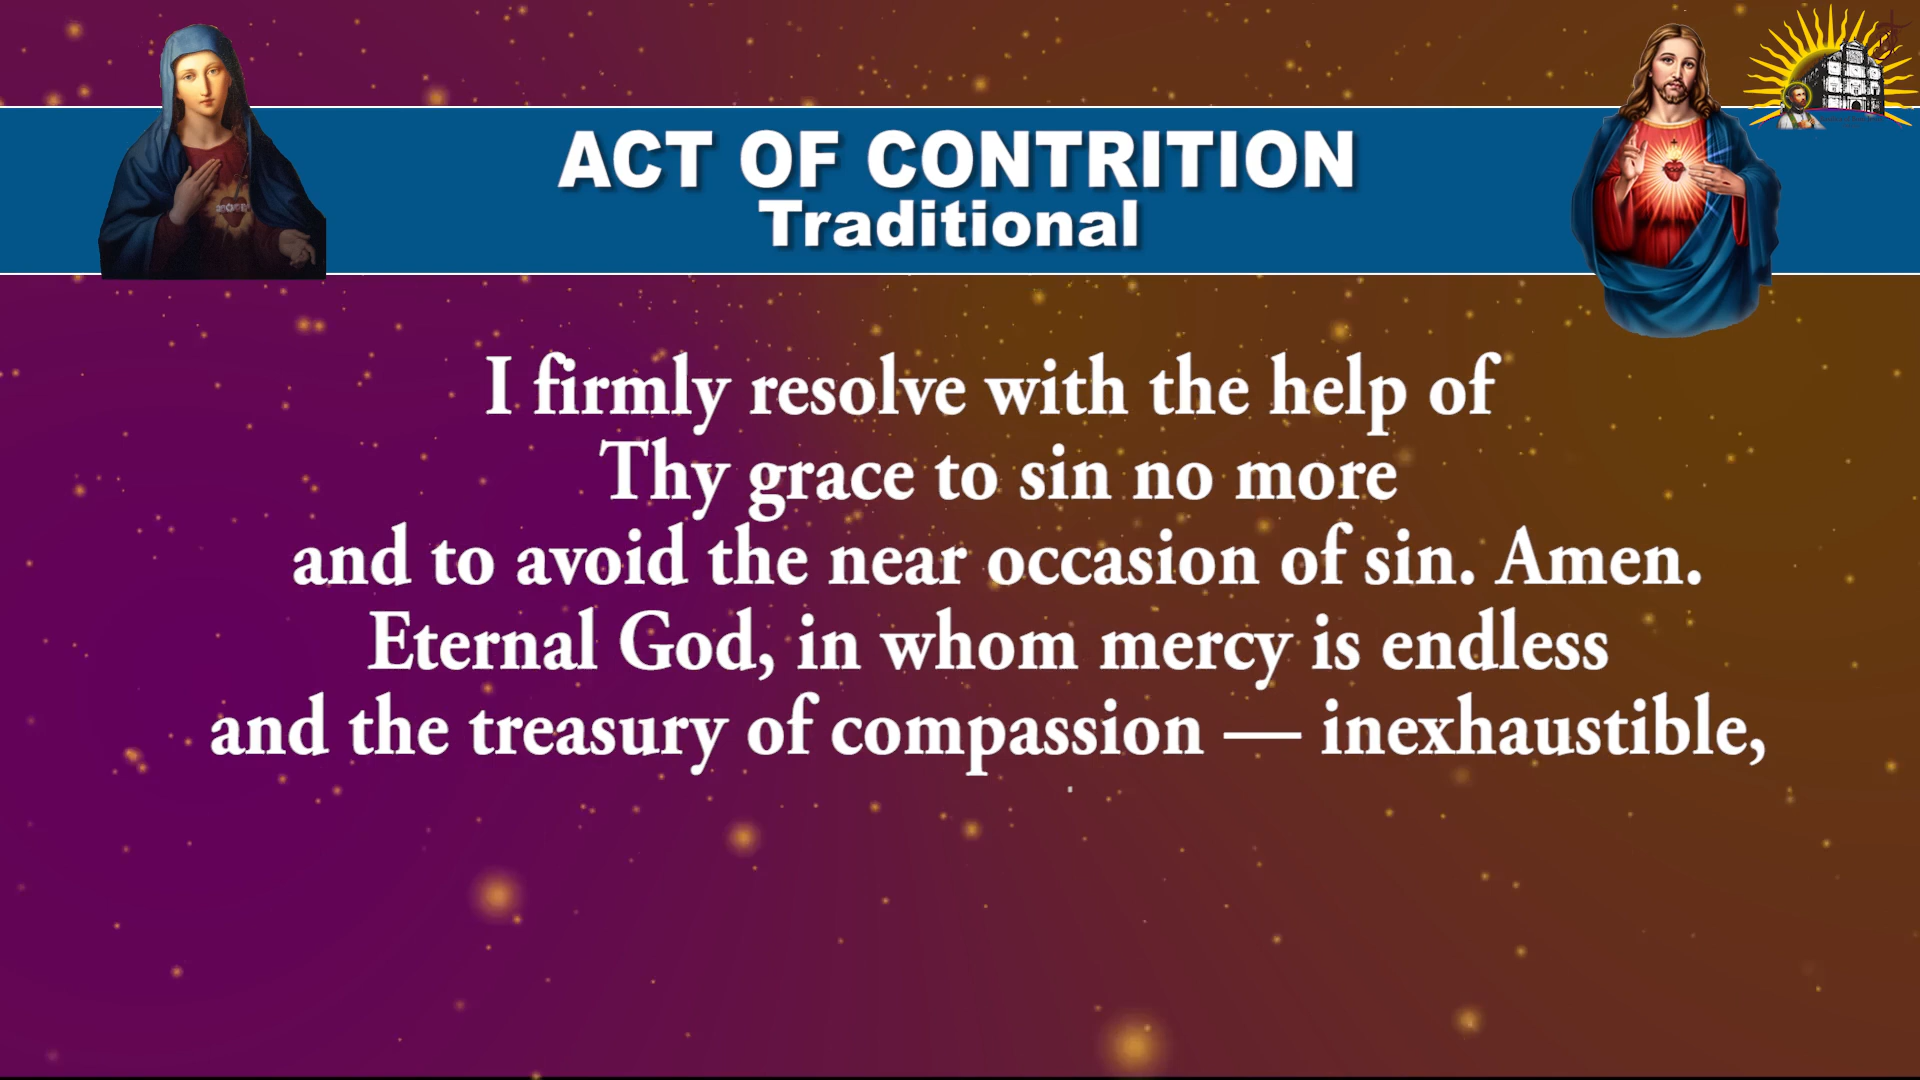 ACT OF CONTRITION
Traditional
I firmly resolve with the help of
Thy grace to sin no more
and to avoid the near occasion of sin. Amen.
Eternal God, in whom mercy is endless
and the treasury of compassion — inexhaustible,